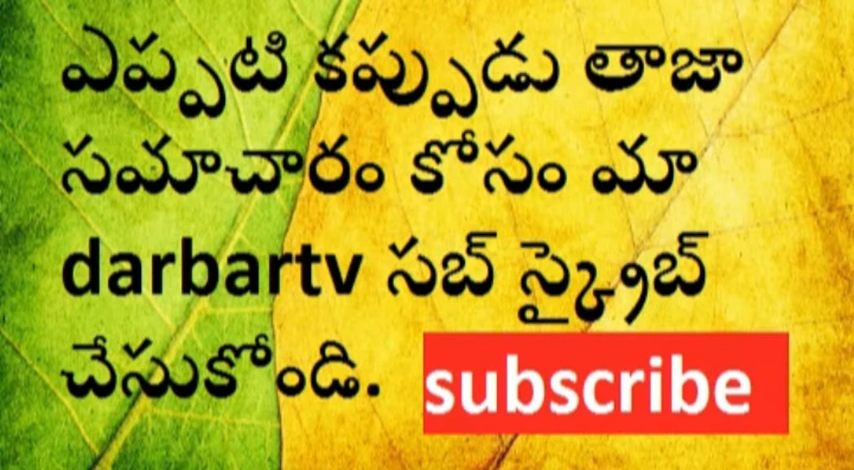 ఎప్పటి కప్పుడు తాజా
సమాచారం కోసం మా
darbartv సబ్ స్క్రైబ్
చేసుకోండి. subscribe